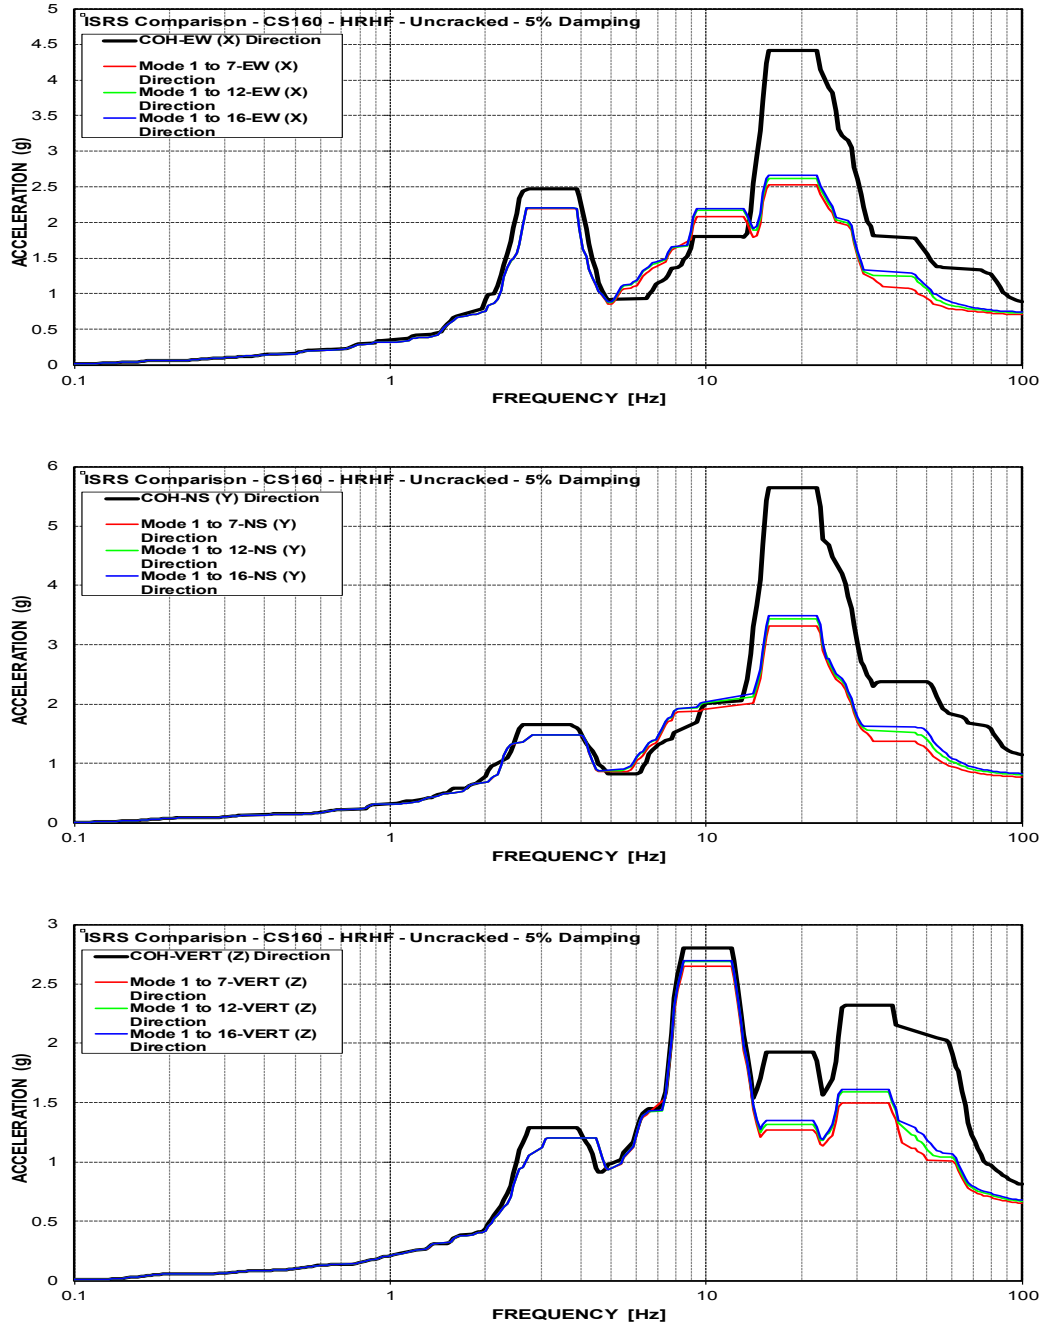 ISRS Comparison - CS160 - HRHF - Uncracked - 5% Damping
COH-EW (X) Direction
Mode 1 to 7-EW (X)
Direction
Mode 1 to 12-EW (X)
Direction
Mode 1 to 16-EW (X)
Direction
ACCELERATION (g)
5
4.5
4
3.5
3
2.5
2
1.5
1
0.5
0
0.1
1
10
100
FREQUENCY [Hz]
ISRS Comparison - CS160 - HRHF - Uncracked - 5% Damping
COH-NS (Y) Direction
Mode 1 to 7-NS (Y)
Direction
Mode 1 to 12-NS (Y)
Direction
Mode 1 to 16-NS (Y)
Direction
ACCELERATION (g)
6
5
4
3
2
1
0
0.1
1
10
100
FREQUENCY [Hz]
ISRS Comparison - CS160 - HRHF - Uncracked - 5% Damping
COH-VERT (Z) Direction
Mode 1 to 7-VERT (Z)
Direction
Mode 1 to 12-VERT (Z)
Direction
Mode 1 to 16-VERT (Z)
Direction
ACCELERATION (g)
3
2.5
2
1.5
1
0.5
0
0.1
1
10
100
FREQUENCY [Hz]